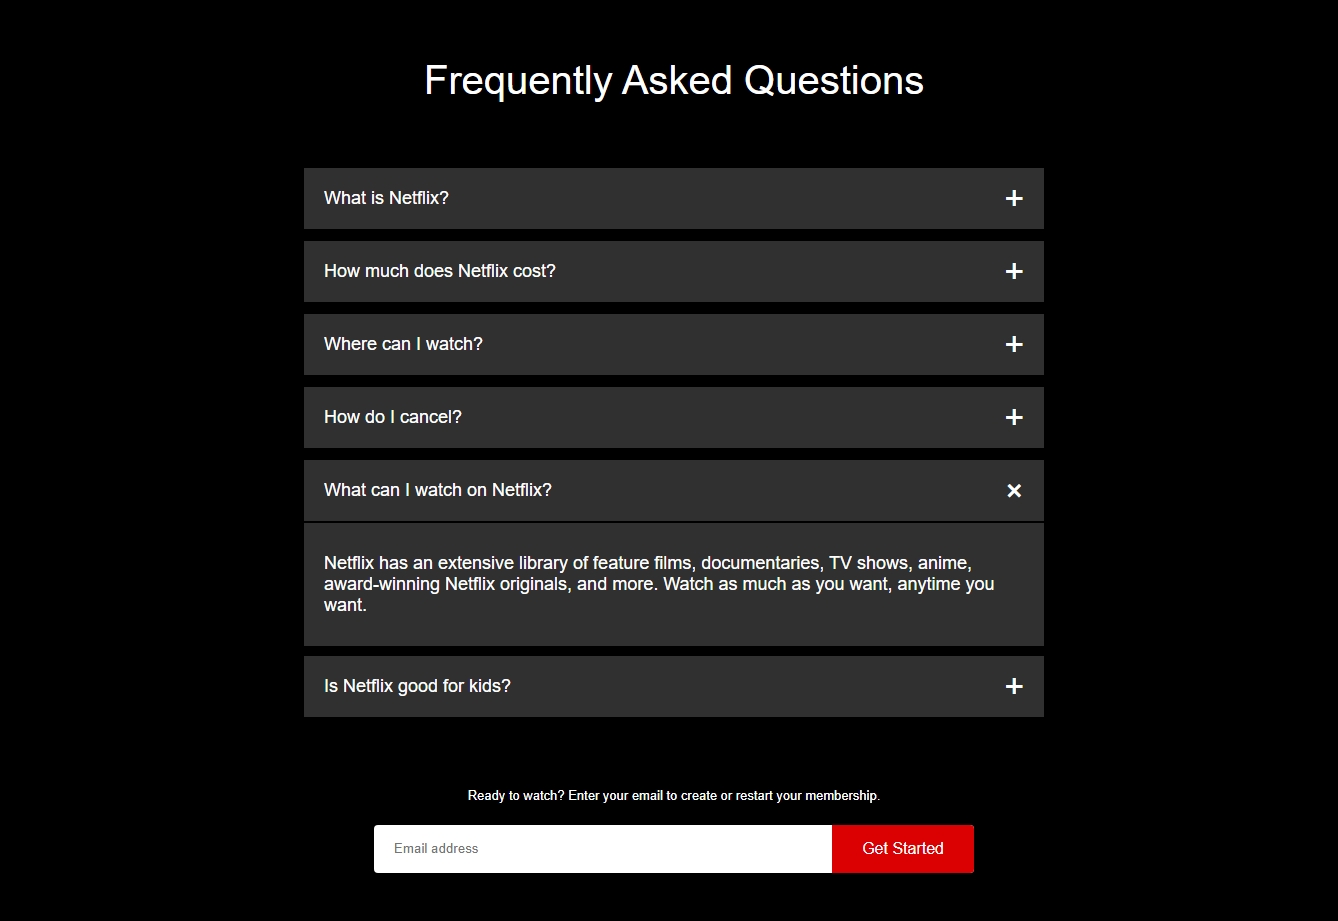 Frequently Asked Questions
What is Netflix?
How much does Netflix cost?
Where can I watch?
How do I cancel?
What can I watch on Netflix?
Netflix has an extensive library of feature films, documentaries, TV shows, anime,
award-winning Netflix originals, and more. Watch as much as you want, anytime you
want.
Is Netflix good for kids?
Ready to watch? Enter your email to create or restart your membership.
Email address
Get Started